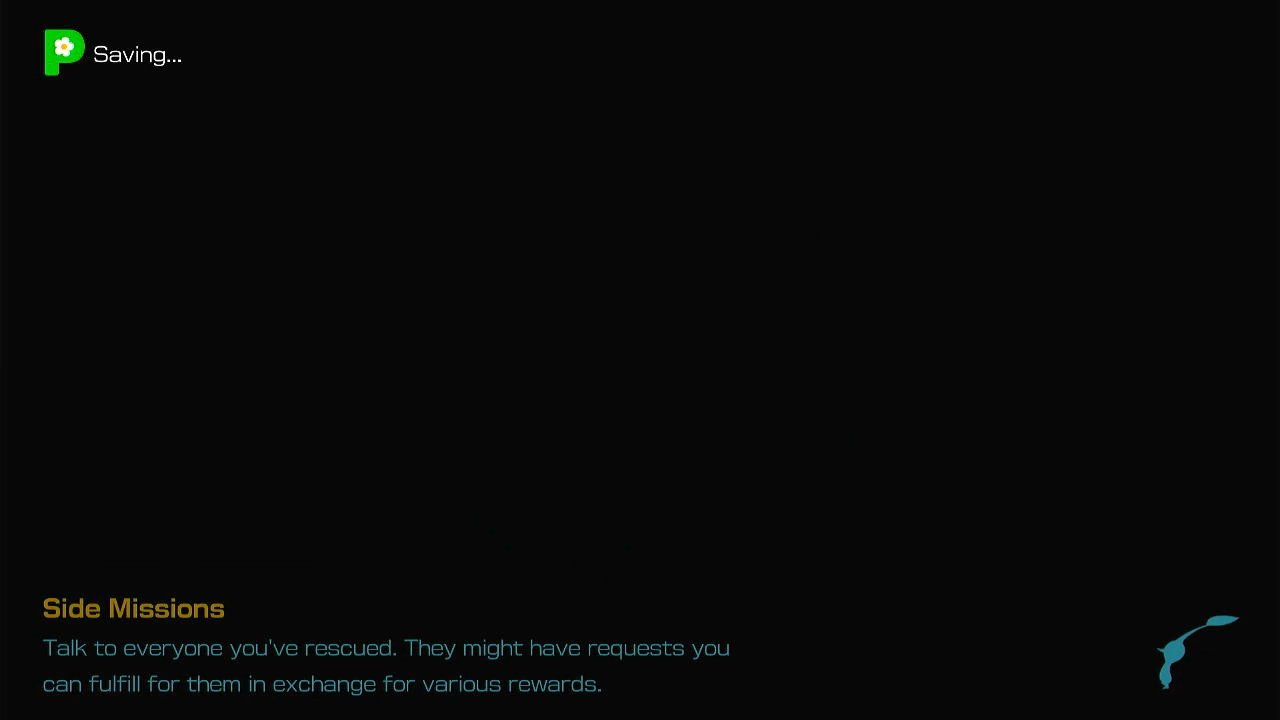 P Saving...
Side Missions
Talk to everyone you've rescued. They might have requests you
can fulfill for them in exchange for various rewards.